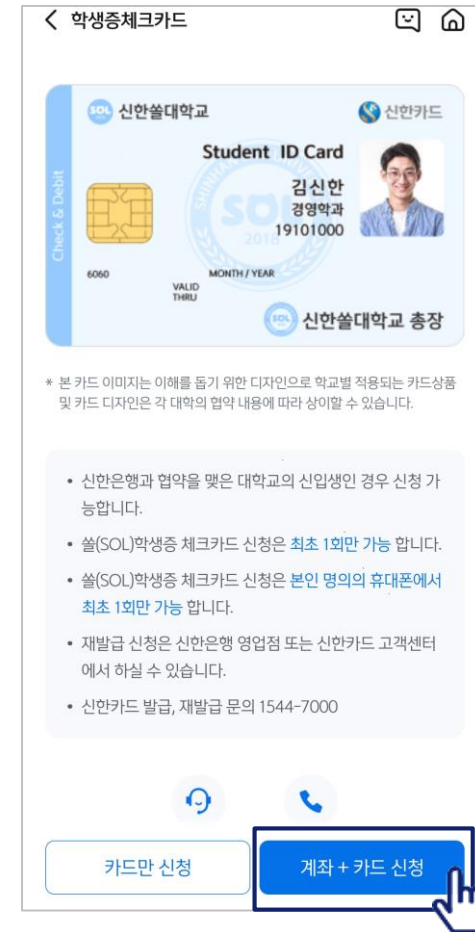 학생증체크카드
SOL 신한쏠대학교
신한카드
Check & Debit
Student ID Card
김신한
경영학과
19101000
SOL
2018
6060
MONTH / YEAR
VALID
THRU
SOL 신한쏠대학교 총장
* 본 카드 이미지는 이해를 돕기 위한 디자인으로 학교별 적용되는 카드상품
및 카드 디자인은 각 대학의 협약 내용에 따라 상이할 수 있습니다.
• 신한은행과 협약을 맺은 대학교의 신입생인 경우 신청 가
능합니다.
• 쏠(SOL)학생증 체크카드 신청은 최초 1회만 가능 합니다.
• 쏠(SOL)학생증 체크카드 신청은 본인 명의의 휴대폰에서
최초 1회만 가능 합니다.
• 재발급 신청은 신한은행 영업점 또는 신한카드 고객센터
에서 하실 수 있습니다.
• 신한카드 발급, 재발급 문의 1544-7000
카드만 신청
계좌 + 카드 신청